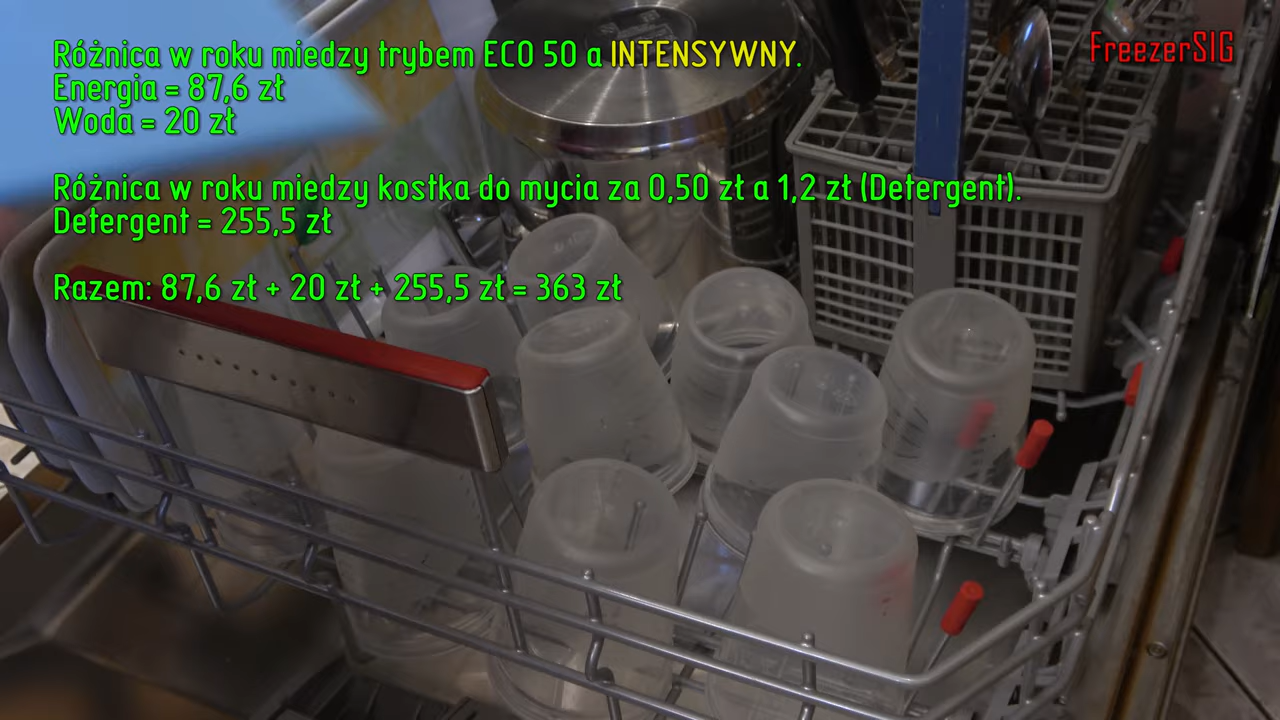 Różnica w roku miedzy trybem ECO 50 a INTENSYWNY.
FreezerSIG
Energia = 87,6 zł
Woda = 20 zł
Różnica w roku miedzy kostka do mycia za 0,50 zł a 1,2 zł (Detergent).
Detergent = 255,5 zł
Razem: 87,6 zł + 20 zł + 255,5 zł = 363 zł